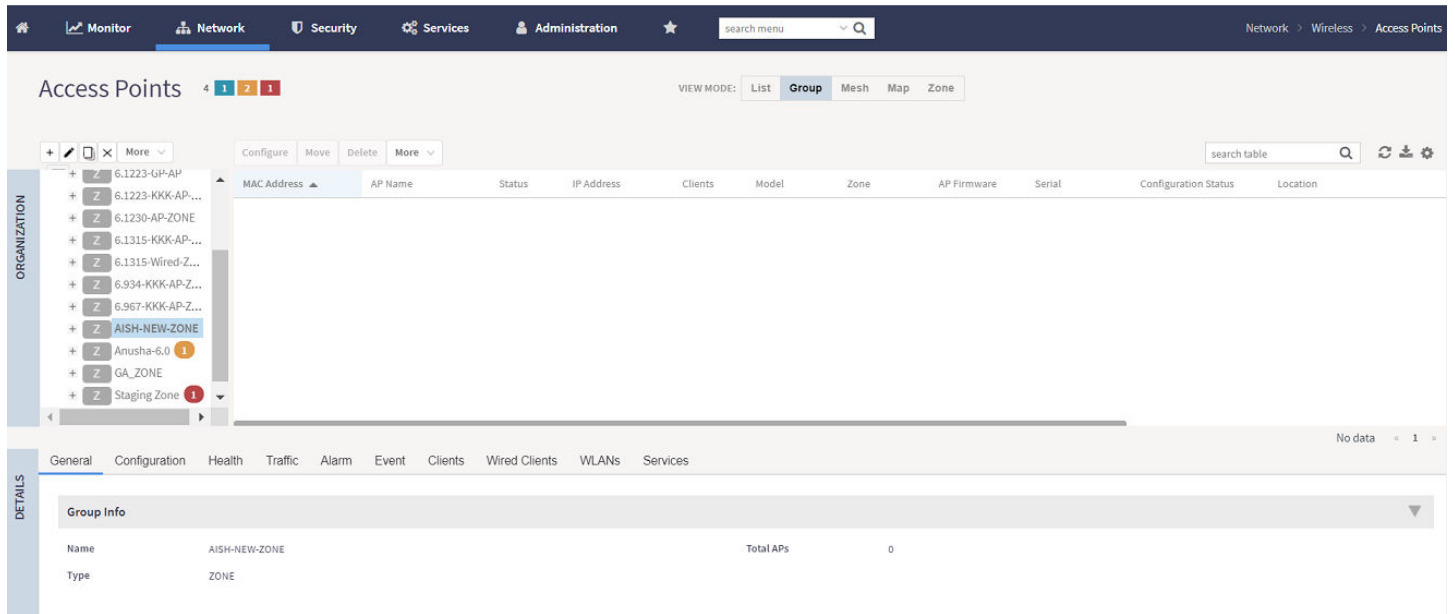 Monitor Network Security Services Administration search menu Network > Wireless > Access Points
Access Points 4 1 2 1 VIEW MODE: List Group Mesh Map Zone
+ More Configure Move Delete More search table
MAC Address AP Name Status IP Address Clients Model Zone AP Firmware Serial Configuration Status Location
ORGANIZATION
+ Z 6.1223-GP-AP
+ Z 6.1223-KKK-AP-...
+ Z 6.1230-AP-ZONE
+ Z 6.1315-KKK-AP-...
+ Z 6.1315-Wired-Z...
+ Z 6.934-KKK-AP-Z...
+ Z 6.967-KKK-AP-Z...
+ Z AISH-NEW-ZONE
+ Z Anusha-6.0 1
+ Z GA_ZONE
+ Z Staging Zone 1
No data « 1 »
DETAILS
General Configuration Health Traffic Alarm Event Clients Wired Clients WLANs Services
Group Info
Name AISH-NEW-ZONE Total APs 0
Type ZONE